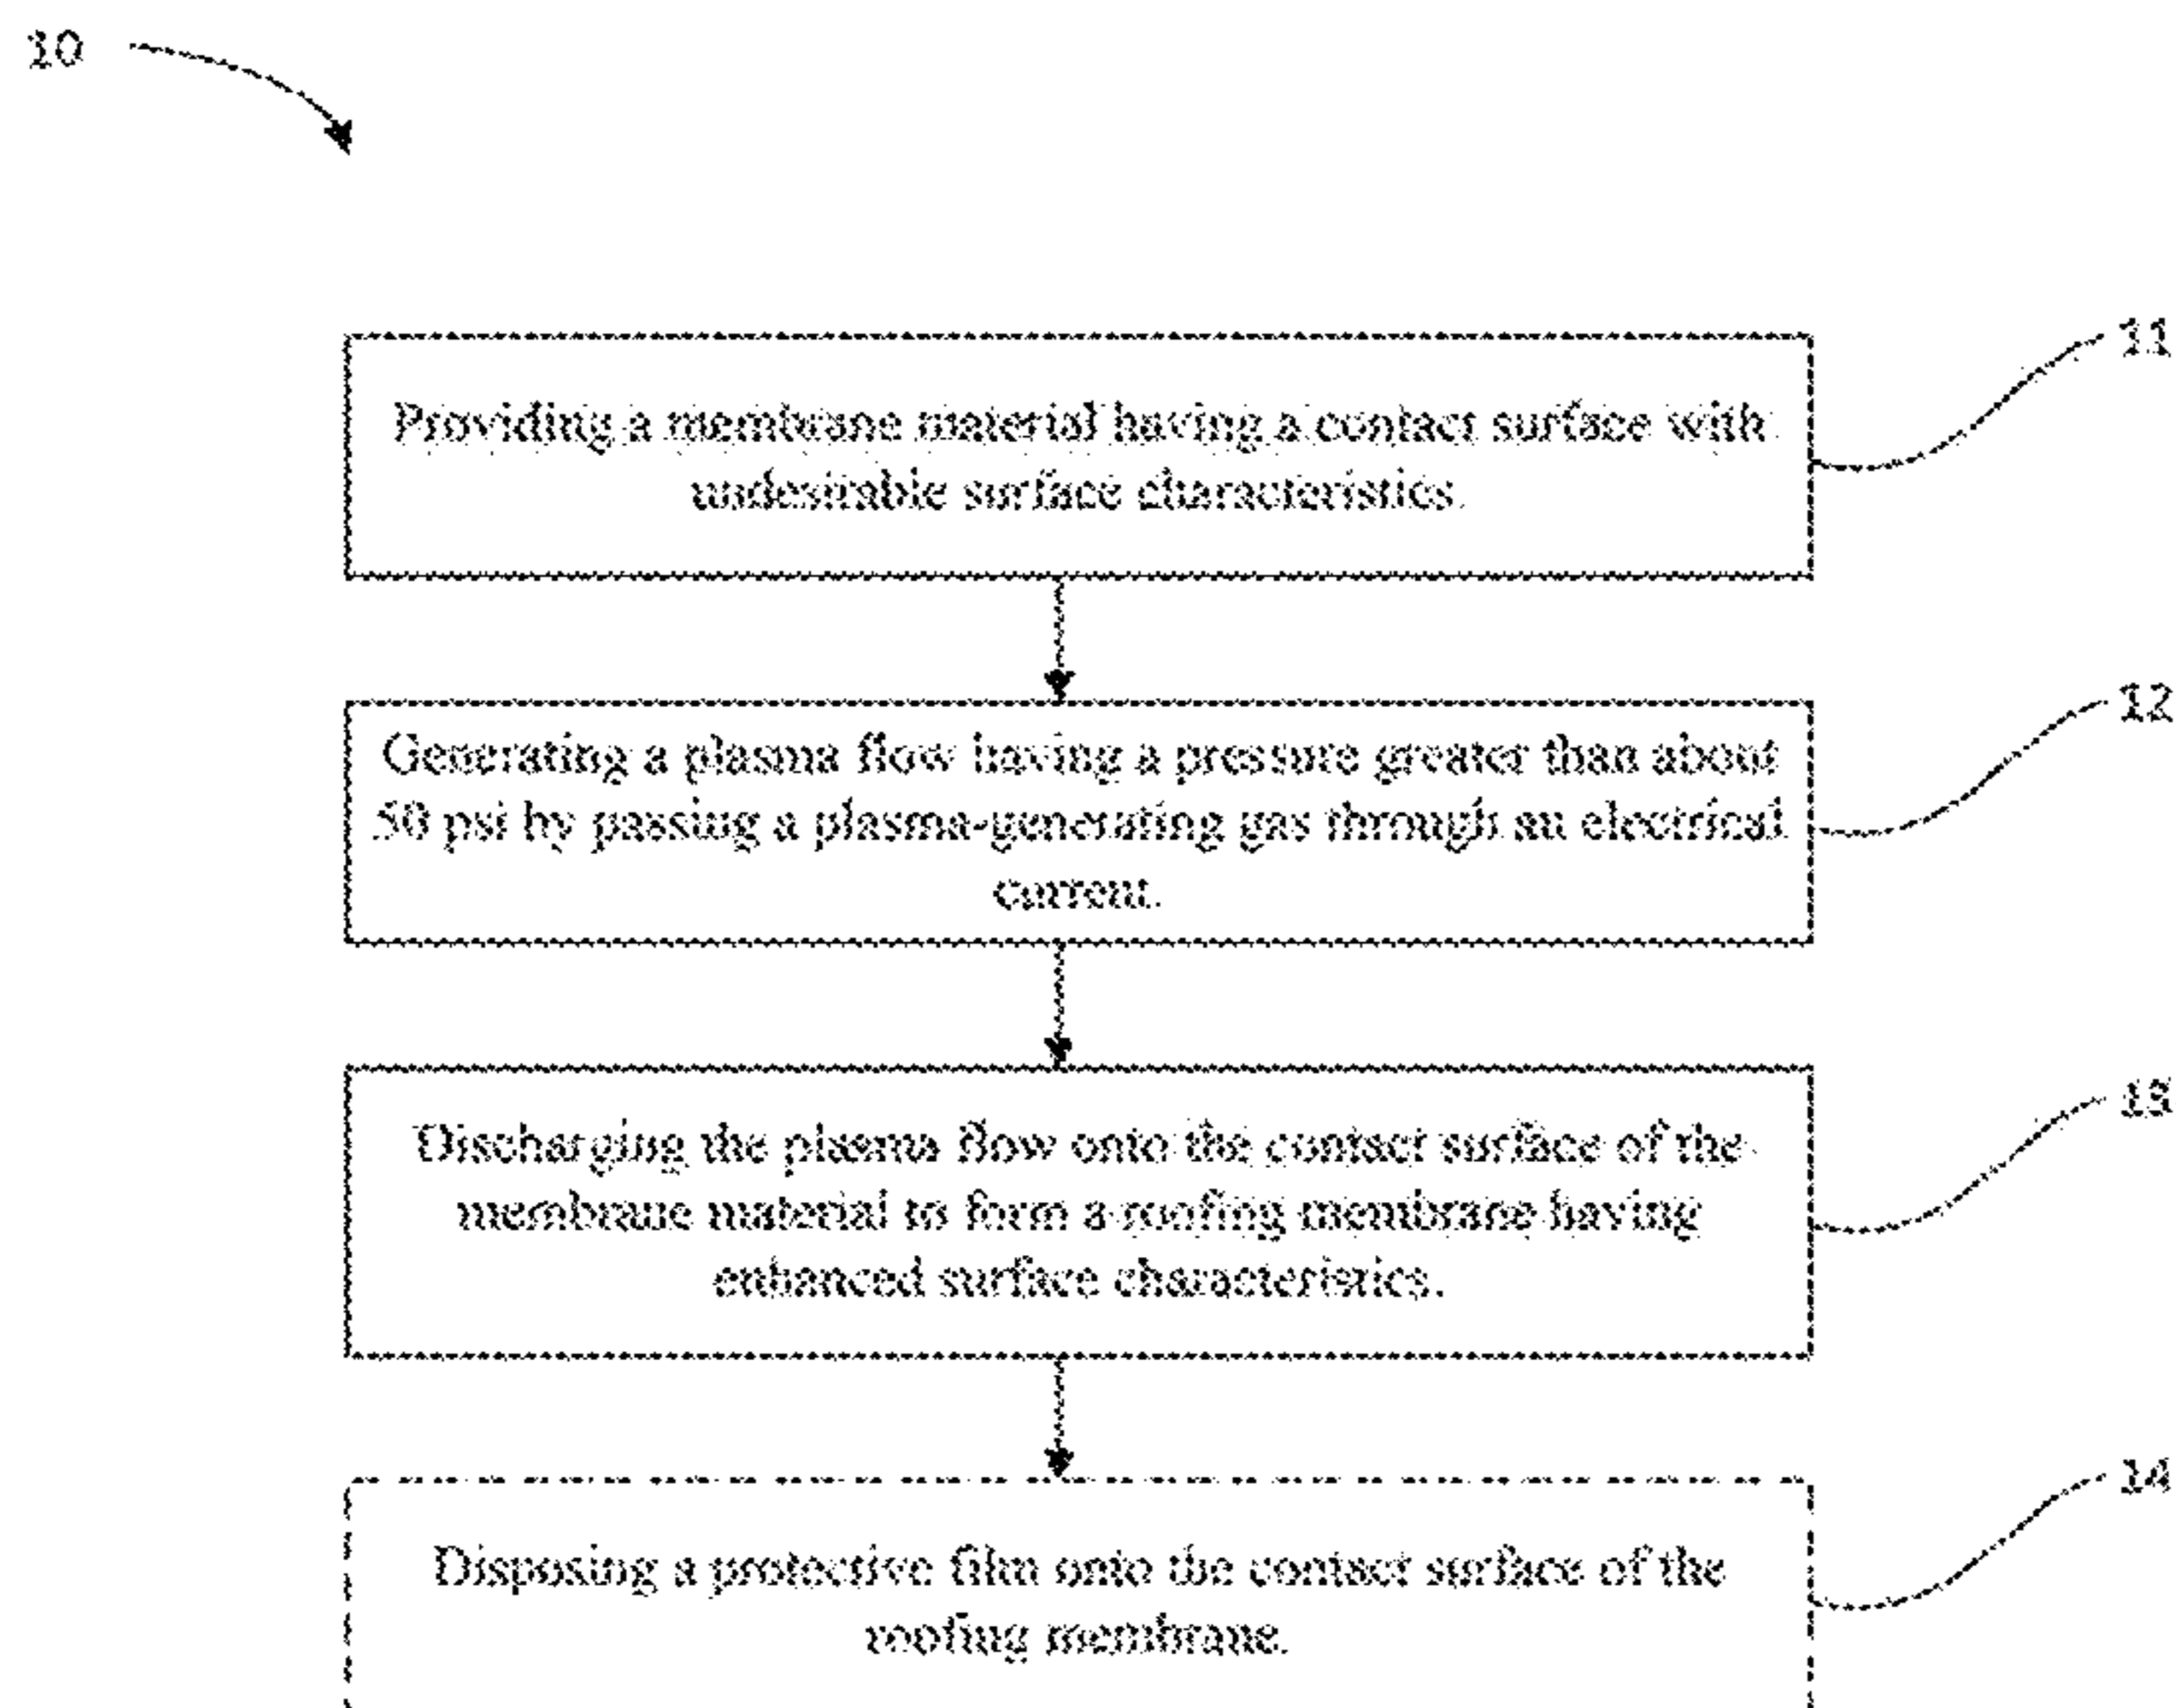 10
11
Providing a membrane material having a contact surface with
undesirable surface characteristics.
12
Generating a plasma flow having a pressure greater than about
50 psi by passing a plasma-generating gas through an electrical
current.
13
Discharging the plasma flow onto the contact surface of the
membrane material to form a roofing membrane having
enhanced surface characteristics.
14
Disposing a protective film onto the contact surface of the
roofing membrane.